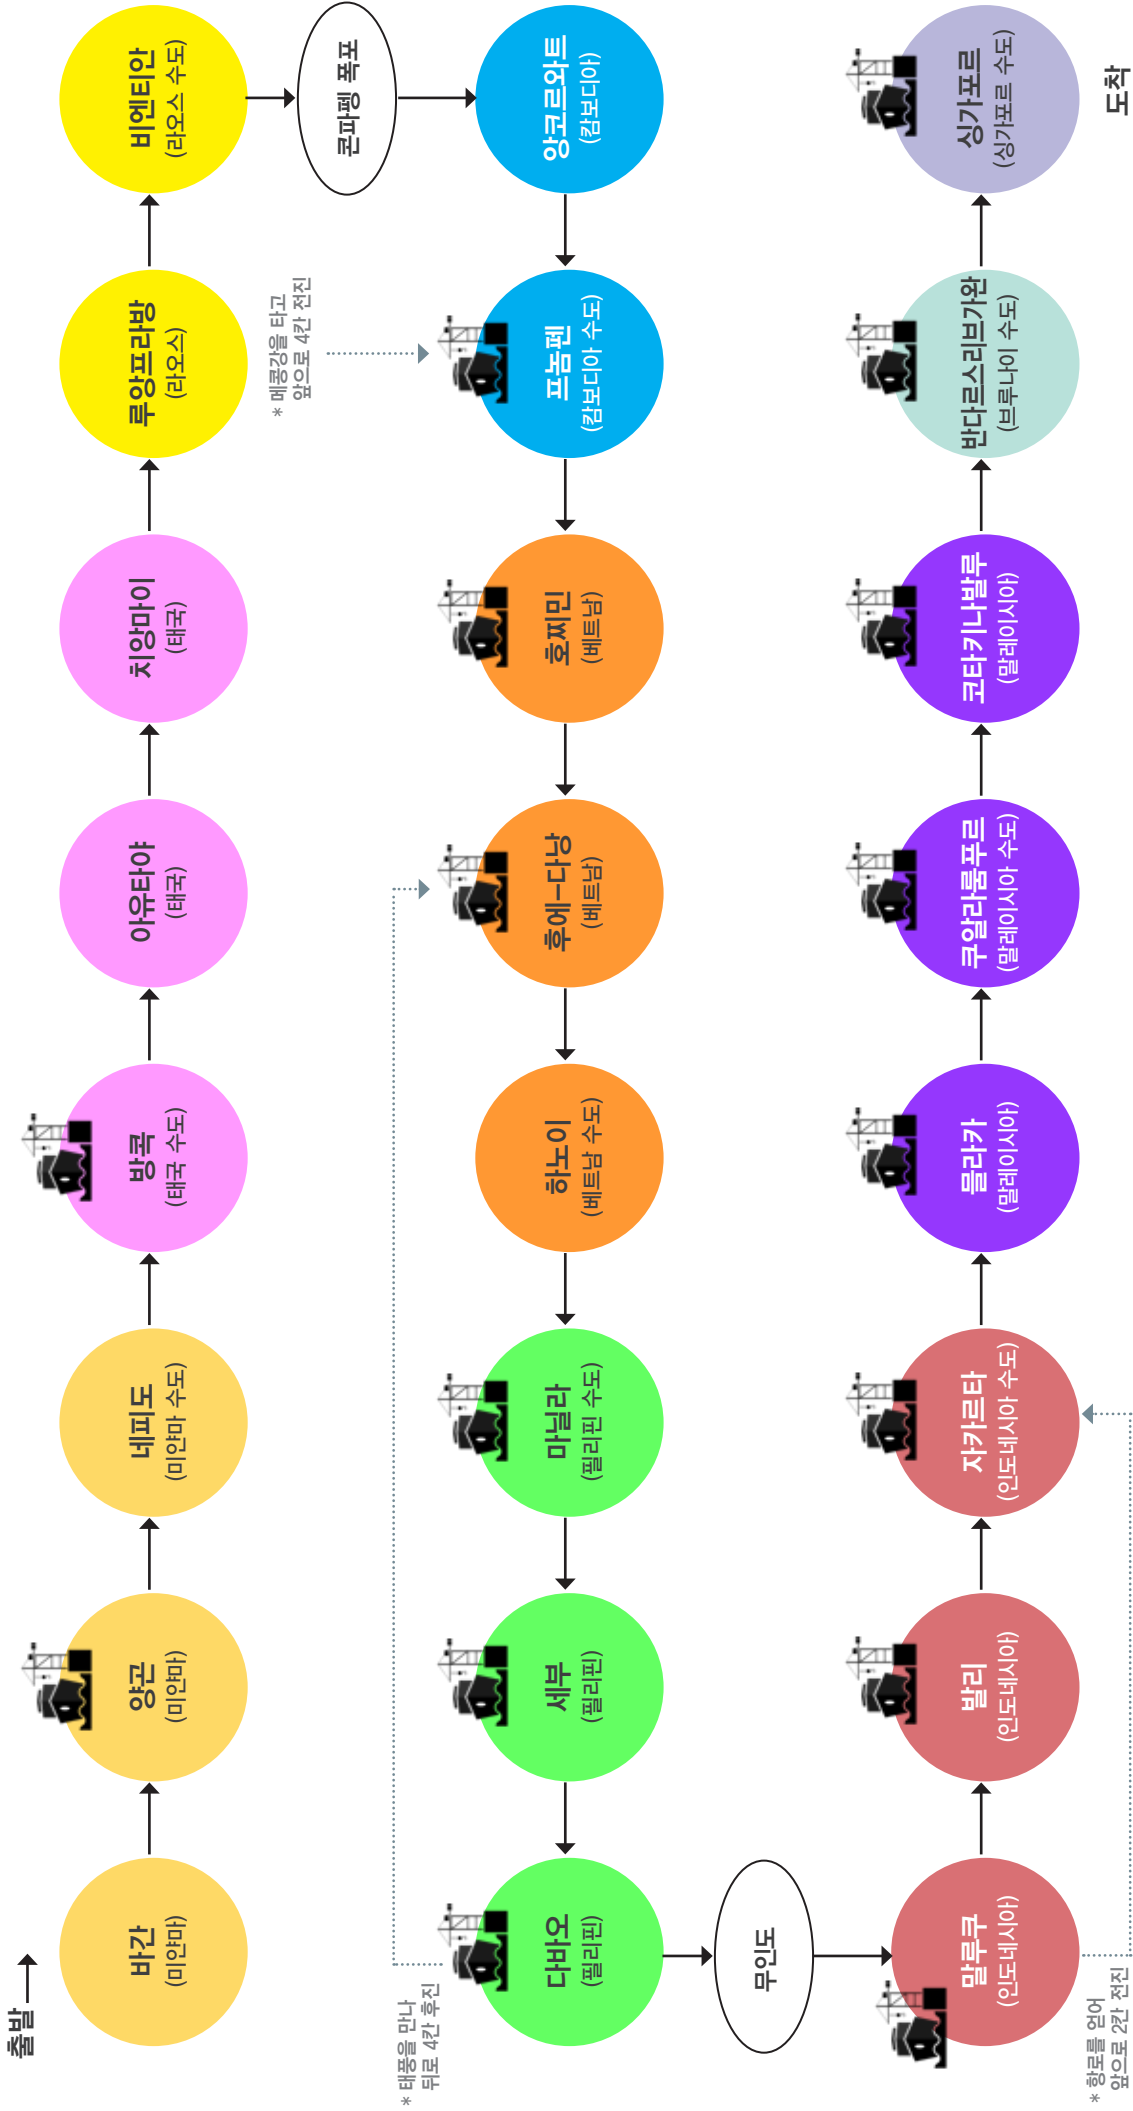 출발
바간
(미얀마)
양곤
(미얀마)
네피도
(미얀마 수도)
방콕
(태국 수도)
아유타야
(태국)
치앙마이
(태국)
루앙프라방
(라오스)
비엔티안
(라오스 수도)
* 메콩강을 타고
앞으로 4칸 전진
콘파펭 폭포
앙코르와트
(캄보디아)
프놈펜
(캄보디아 수도)
호찌민
(베트남)
후에-다낭
(베트남)
하노이
(베트남 수도)
마닐라
(필리핀 수도)
세부
(필리핀)
다바오
(필리핀)
* 태풍을 만나
뒤로 4칸 후진
무인도
말루쿠
(인도네시아)
발리
(인도네시아)
자카르타
(인도네시아 수도)
믈라카
(말레이시아)
쿠알라룸푸르
(말레이시아 수도)
코타키나발루
(말레이시아)
반다르스리브가완
(브루나이 수도)
싱가포르
(싱가포르 수도)
* 항로를 얻어
앞으로 2칸 전진
도착